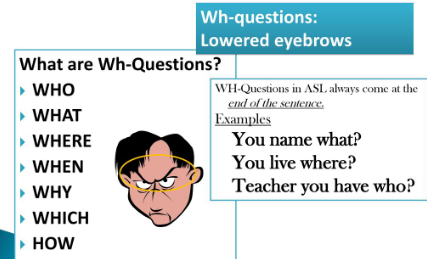 Wh-questions:
Lowered eyebrows
What are Wh-Questions?
WHO
WHAT
WHERE
WHEN
WHY
WHICH
HOW
WH-Questions in ASL always come at the
end of the sentence.
Examples
You name what?
You live where?
Teacher you have who?